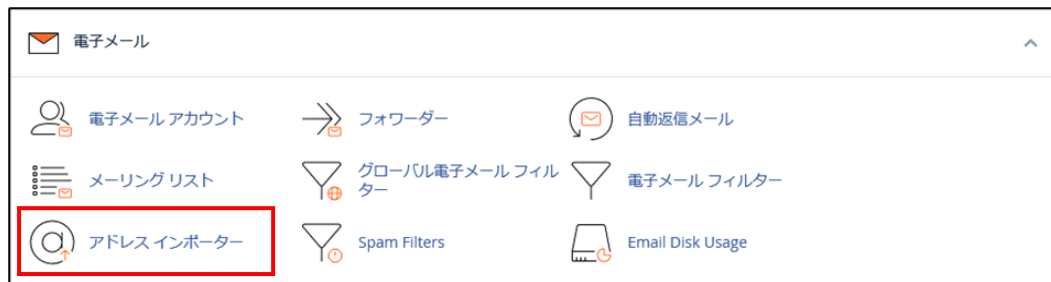 電子メール
電子メール アカウント
フォワーダー
自動返信メール
メーリング リスト
グローバル電子メール フィル
ター
電子メール フィルター
アドレス インポーター
Spam Filters
Email Disk Usage